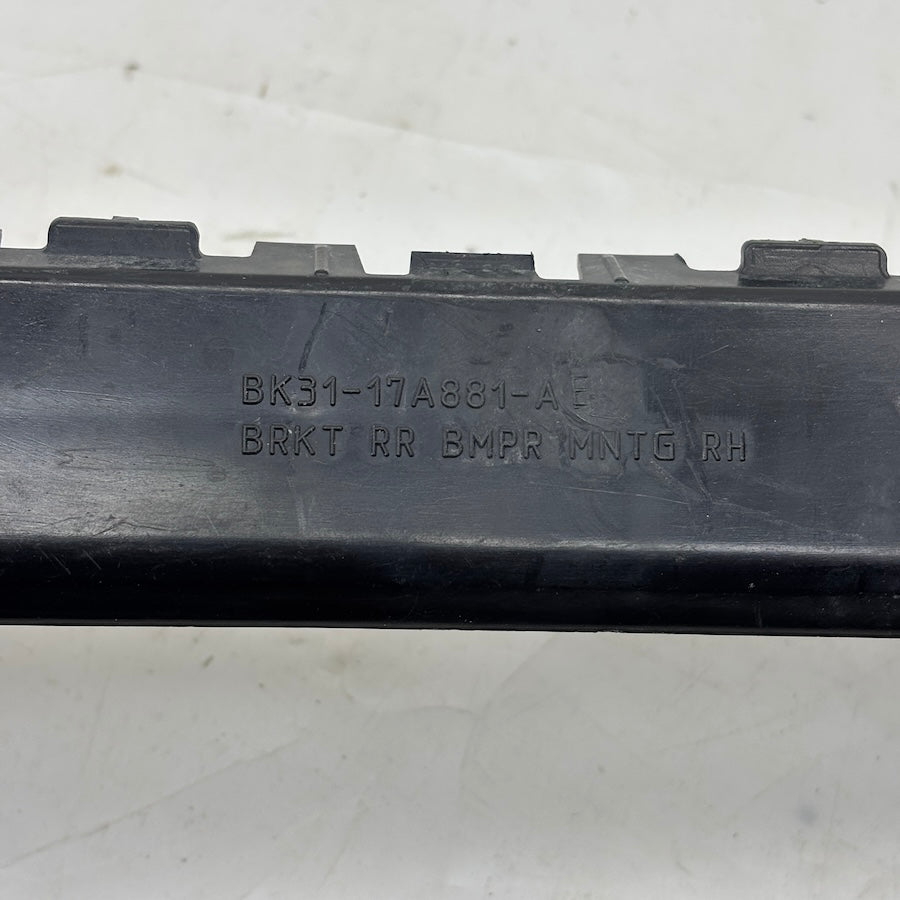 BK31-17A881-AE
BRKT RR BMPR MNTG RH